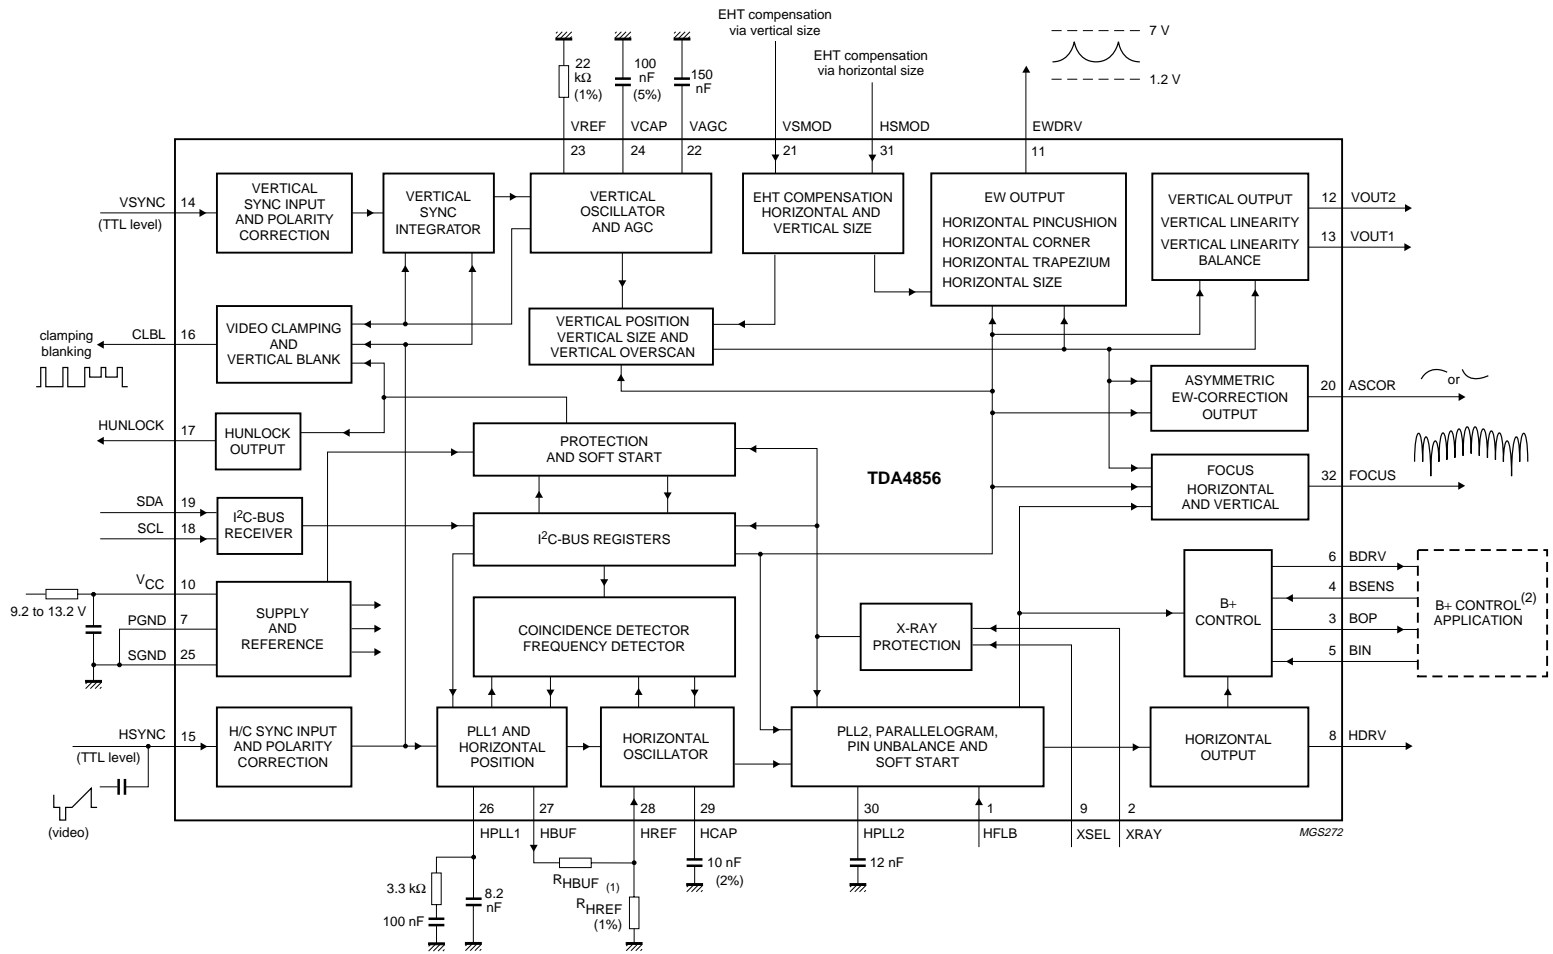 EHT compensation
via vertical size
EHT compensation
via horizontal size
7 V
1.2 V
22
kΩ
(1%)
100
nF
(5%)
150
nF
VREF
VCAP
VAGC
VSMOD
HSMOD
EWDRV
23
24
22
21
31
11
VSYNC
14
(TTL level)
VERTICAL
SYNC INPUT
AND POLARITY
CORRECTION
VERTICAL
SYNC
INTEGRATOR
VERTICAL
OSCILLATOR
AND AGC
EHT COMPENSATION
HORIZONTAL AND
VERTICAL SIZE
EW OUTPUT
HORIZONTAL PINCUSHION
HORIZONTAL CORNER
HORIZONTAL TRAPEZIUM
HORIZONTAL SIZE
VERTICAL OUTPUT
VERTICAL LINEARITY
VERTICAL LINEARITY
BALANCE
12
VOUT2
13
VOUT1
clamping
blanking
CLBL
16
VIDEO CLAMPING
AND
VERTICAL BLANK
VERTICAL POSITION
VERTICAL SIZE AND
VERTICAL OVERSCAN
ASYMMETRIC
EW-CORRECTION
OUTPUT
20
ASCOR
or
HUNLOCK
17
HUNLOCK
OUTPUT
PROTECTION
AND SOFT START
TDA4856
FOCUS
HORIZONTAL
AND VERTICAL
32
FOCUS
SDA
19
SCL
18
I2C-BUS
RECEIVER
I2C-BUS REGISTERS
VCC
10
9.2 to 13.2 V
PGND
7
SGND
25
SUPPLY
AND
REFERENCE
COINCIDENCE DETECTOR
FREQUENCY DETECTOR
X-RAY
PROTECTION
B+
CONTROL
6
BDRV
4
BSENS
3
BOP
5
BIN
B+ CONTROL(2)
APPLICATION
HSYNC
15
(TTL level)
(video)
H/C SYNC INPUT
AND POLARITY
CORRECTION
PLL1 AND
HORIZONTAL
POSITION
HORIZONTAL
OSCILLATOR
PLL2, PARALLELOGRAM,
PIN UNBALANCE AND
SOFT START
HORIZONTAL
OUTPUT
8
HDRV
26
27
28
29
30
1
9
2
HPLL1
HBUF
HREF
HCAP
HPLL2
HFLB
XSEL
XRAY
MGS272
3.3 kΩ
100 nF
8.2
nF
RHBUF (1)
RHREF
(1%)
10 nF
(2%)
12 nF